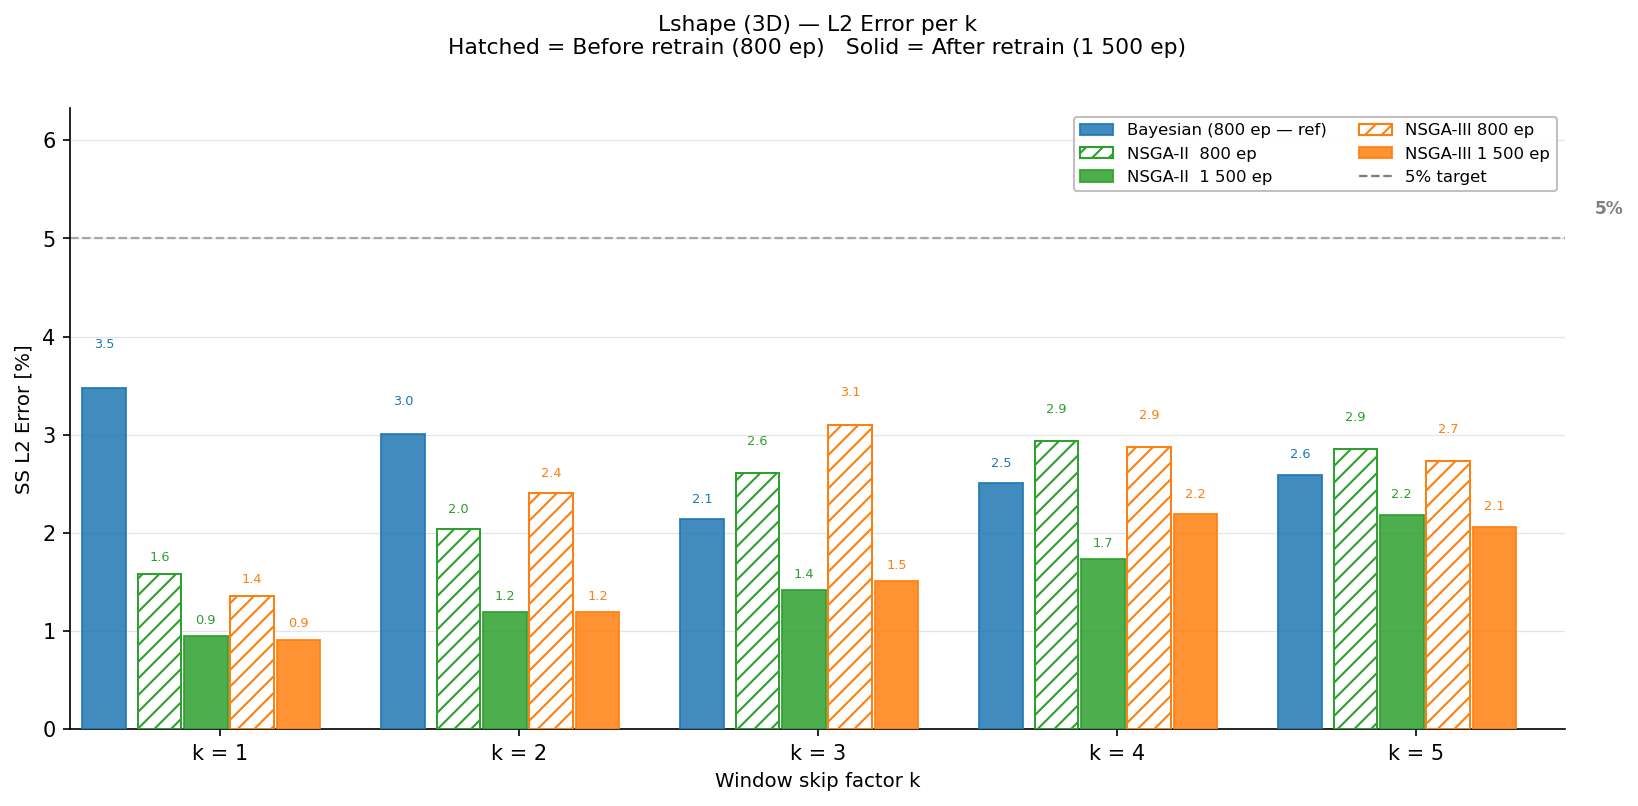 Lshape (3D) — L2 Error per k
Hatched = Before retrain (800 ep)   Solid = After retrain (1 500 ep)
Bayesian (800 ep — ref)
NSGA-II  800 ep
NSGA-II  1 500 ep
NSGA-III 800 ep
NSGA-III 1 500 ep
5% target
5%
SS L2 Error [%]
6
5
4
3
2
1
0
3.5
1.6
0.9
1.4
0.9
3.0
2.0
1.2
2.4
1.2
2.1
2.6
1.4
3.1
1.5
2.5
2.9
1.7
2.9
2.2
2.6
2.9
2.2
2.7
2.1
k = 1
k = 2
k = 3
k = 4
k = 5
Window skip factor k